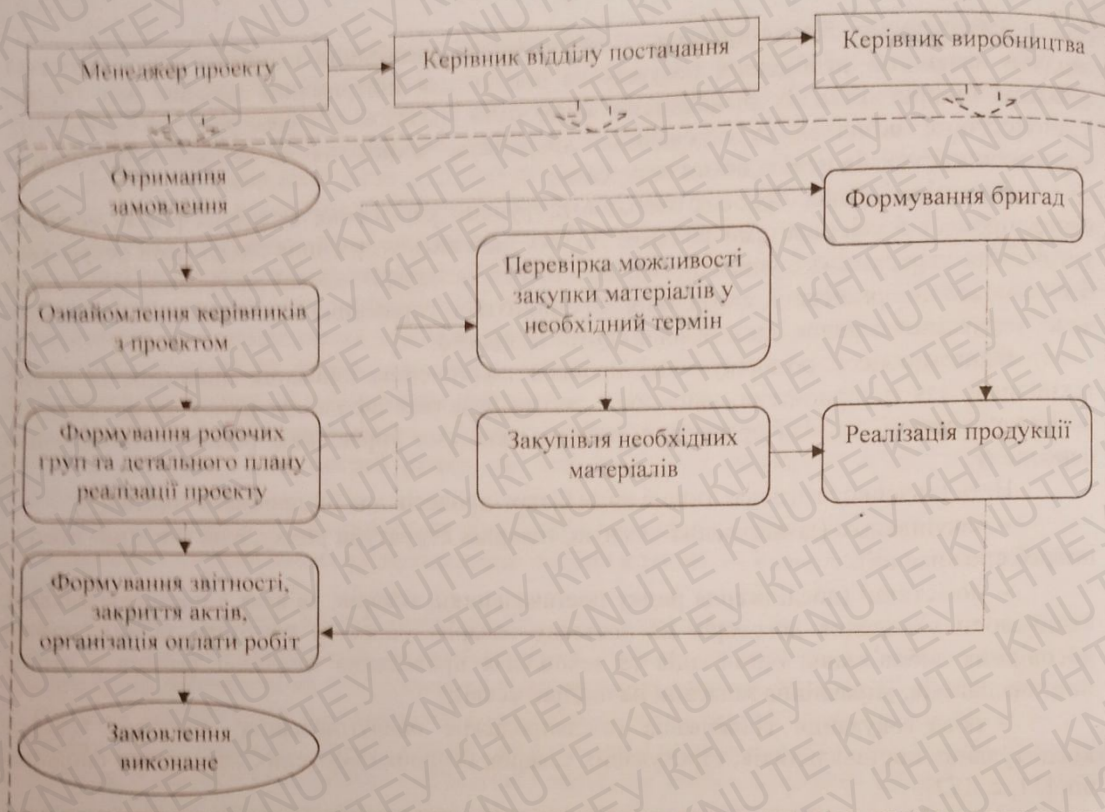 Менеджер проекту
Керівник відділу постачання
Керівник виробництва
Отримання
замовлення
Формування бригад
Перевірка можливості
закупки матеріалів у
необхідний термін
Ознайомлення керівників
з проектом
Формування робочих
груп та детального плану
реалізації проекту
Закупівля необхідних
матеріалів
Реалізація продукції
Формування звітності,
закриття актів,
організація оплати робіт
Замовлення
виконане
КНТЕУ KNUTE